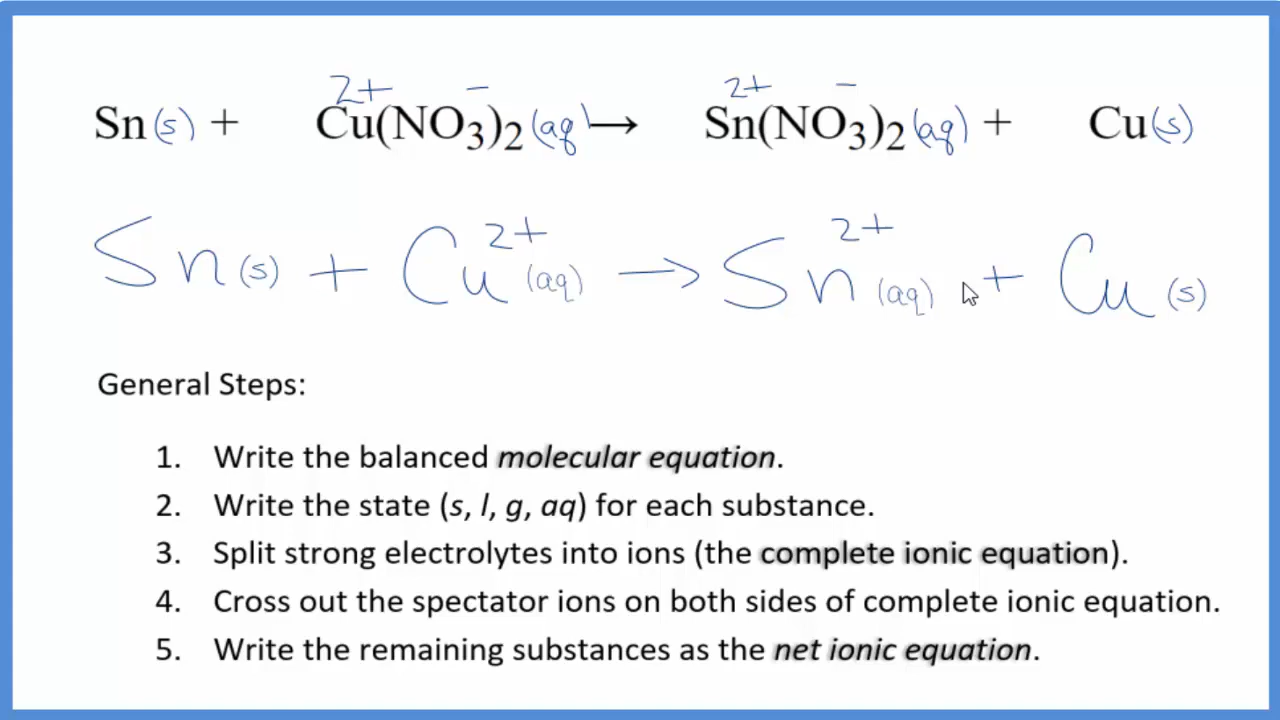 2+ - 2+ -
Sn (s) + Cu(NO₃)₂ (aq) → Sn(NO₃)₂ (aq) + Cu (s)
Sn (s) + Cu²⁺ (aq) → Sn²⁺ (aq) + Cu (s)
General Steps:
1. Write the balanced molecular equation.
2. Write the state (s, l, g, aq) for each substance.
3. Split strong electrolytes into ions (the complete ionic equation).
4. Cross out the spectator ions on both sides of complete ionic equation.
5. Write the remaining substances as the net ionic equation.